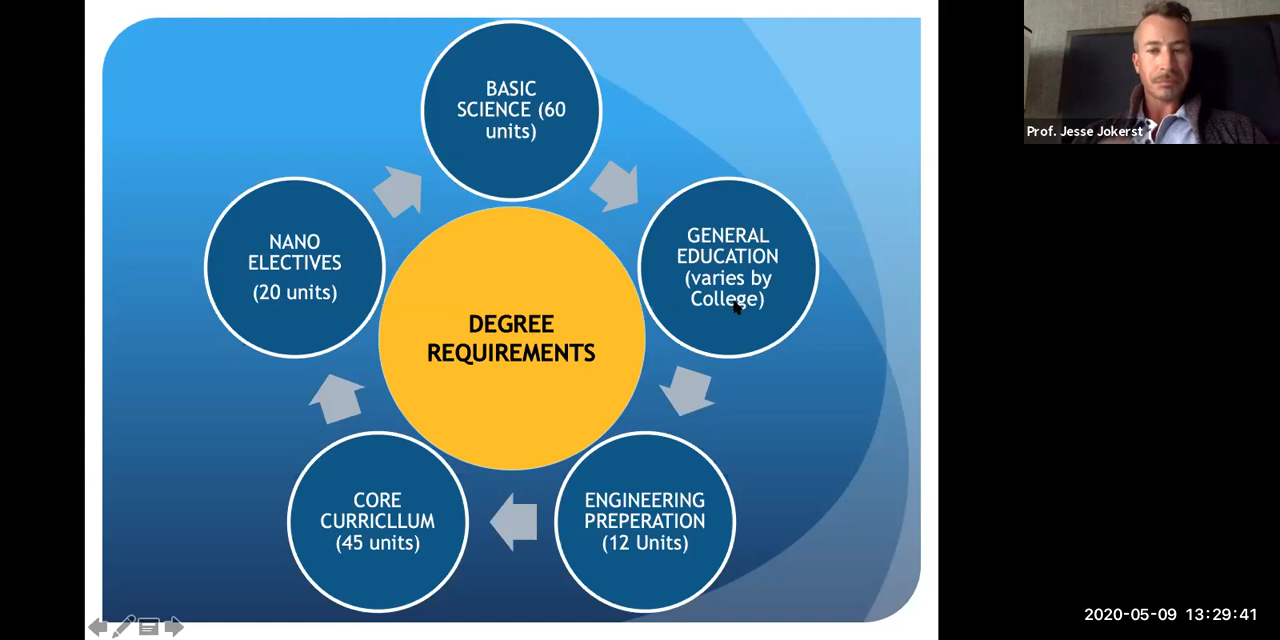 BASIC
SCIENCE (60
units)
GENERAL
EDUCATION
(varies by
College)
ENGINEERING
PREPERATION
(12 Units)
CORE
CURRICLLUM
(45 units)
NANO
ELECTIVES
(20 units)
DEGREE
REQUIREMENTS
Prof. Jesse Jokerst
2020-05-09 13:29:41